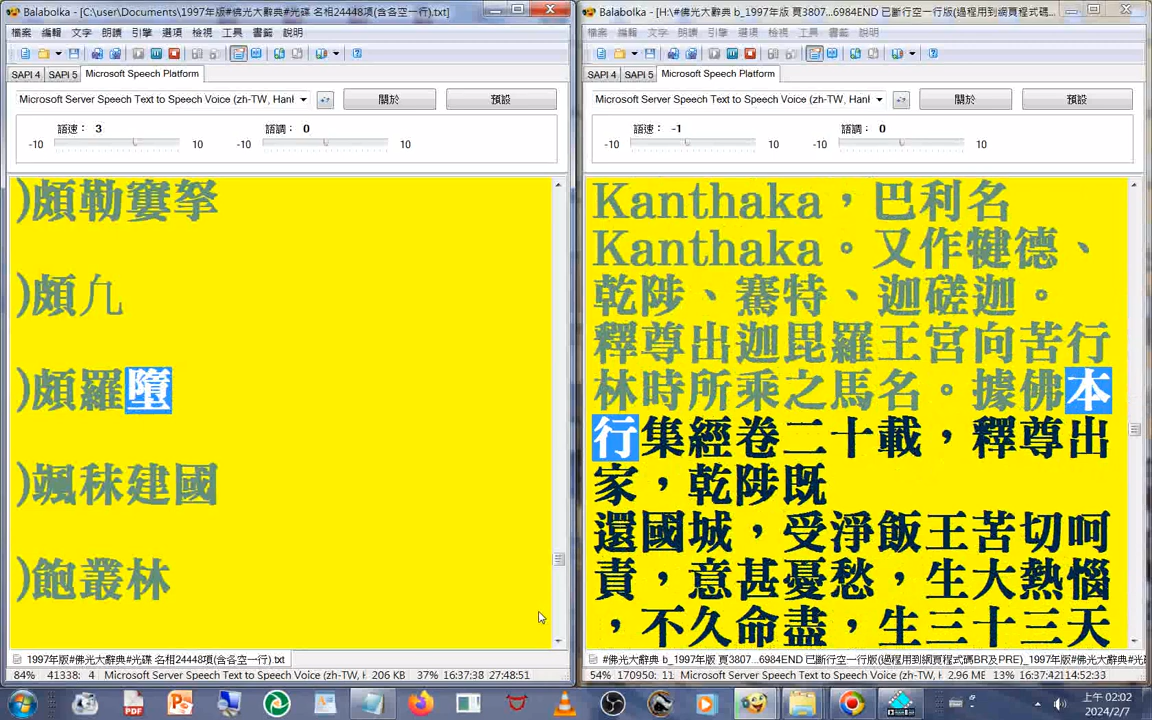 Balabolka - [C:\user\Documents\1997年版#佛光大辭典#光碟 名相24448項(含各空一行).txt]
檔案 編輯 文字 朗讀 引擎 選項 檢視 工具 書籤 說明
SAPI 4 SAPI 5 Microsoft Speech Platform
Microsoft Server Speech Text to Speech Voice (zh-TW, Hanl 關於 預設
語速： 3 語調： 0
-10 10 -10 10
)頗勒窶拏
)頗九
)頗羅墮
)颯秣建國
)飽叢林
1997年版#佛光大辭典#光碟 名相24448項(含各空一行).txt
84% 41338: 4 Microsoft Server Speech Text to Speech Voice (zh-TW, 206 KB 37% 16:37:38 27:48:51
Balabolka - [H:\#佛光大辭典 b_1997年版 頁3807...6984END 已斷行空一行版(過程用到網頁程式碼...
檔案 編輯 文字 朗讀 引擎 選項 檢視 工具 書籤 說明
SAPI 4 SAPI 5 Microsoft Speech Platform
Microsoft Server Speech Text to Speech Voice (zh-TW, Hanl 關於 預設
語速： -1 語調： 0
-10 10 -10 10
Kanthaka，巴利名
Kanthaka。又作犍德、
乾陟、騫特、迦磋迦。
釋尊出迦毘羅王宮向苦行
林時所乘之馬名。據佛本
行集經卷二十載，釋尊出
家，乾陟既
還國城，受淨飯王苦切呵
責，意甚憂愁，生大熱惱
，不久命盡，生三十三天
#佛光大辭典 b_1997年版 頁3807...6984END 已斷行空一行版(過程用到網頁程式碼BR及PRE)_1997年版#佛光
54% 170950: 11 Microsoft Server Speech Text to Speech Voice (zh-TW, H 2.96 ME 13% 16:37:42114:52:33
上午 02:02
2024/2/7